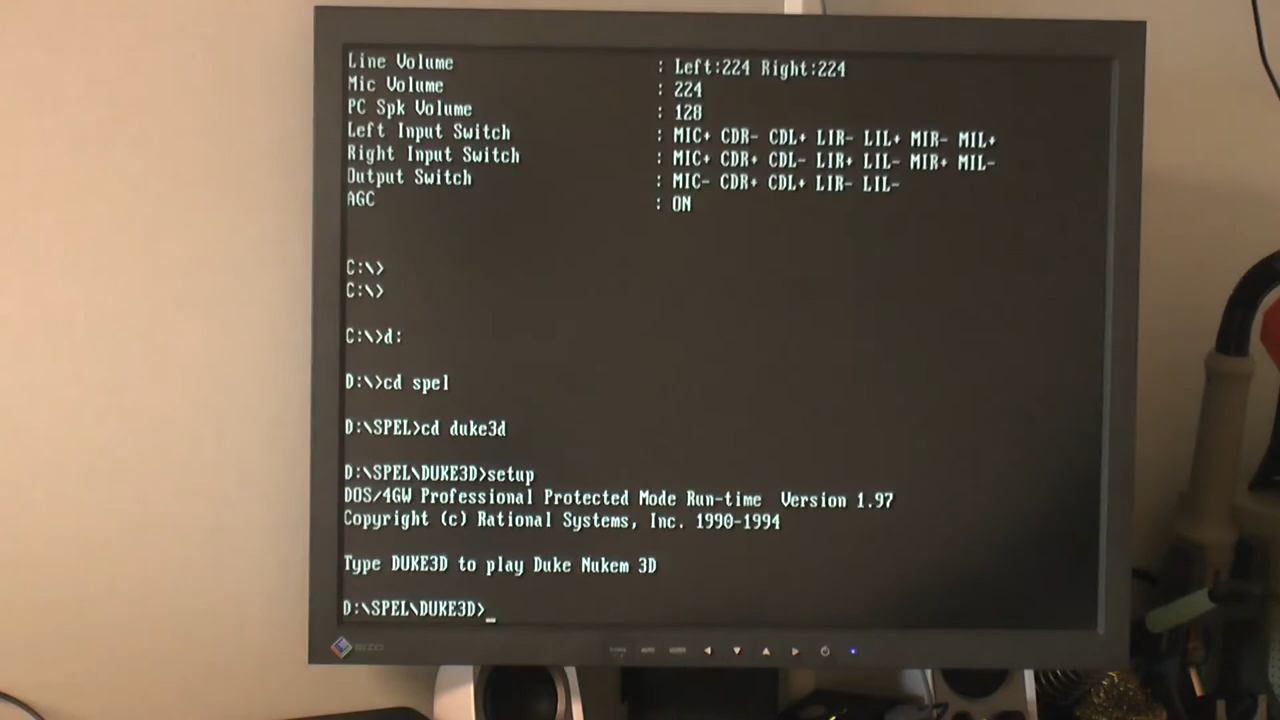 Line Volume : Left:224 Right:224
Mic Volume : 224
PC Spk Volume : 128
Left Input Switch : MIC+ CDR- CDL+ LIR- LIL+ MIR- MIL+
Right Input Switch : MIC+ CDR+ CDL- LIR+ LIL- MIR+ MIL-
Output Switch : MIC- CDR+ CDL+ LIR- LIL-
AGC : ON
C:\>
C:\>
C:\>d:
D:\>cd spel
D:\SPEL>cd duke3d
D:\SPEL\DUKE3D>setup
DOS/4GW Professional Protected Mode Run-time Version 1.97
Copyright (c) Rational Systems, Inc. 1990-1994
Type DUKE3D to play Duke Nukem 3D
D:\SPEL\DUKE3D>_
EIZO